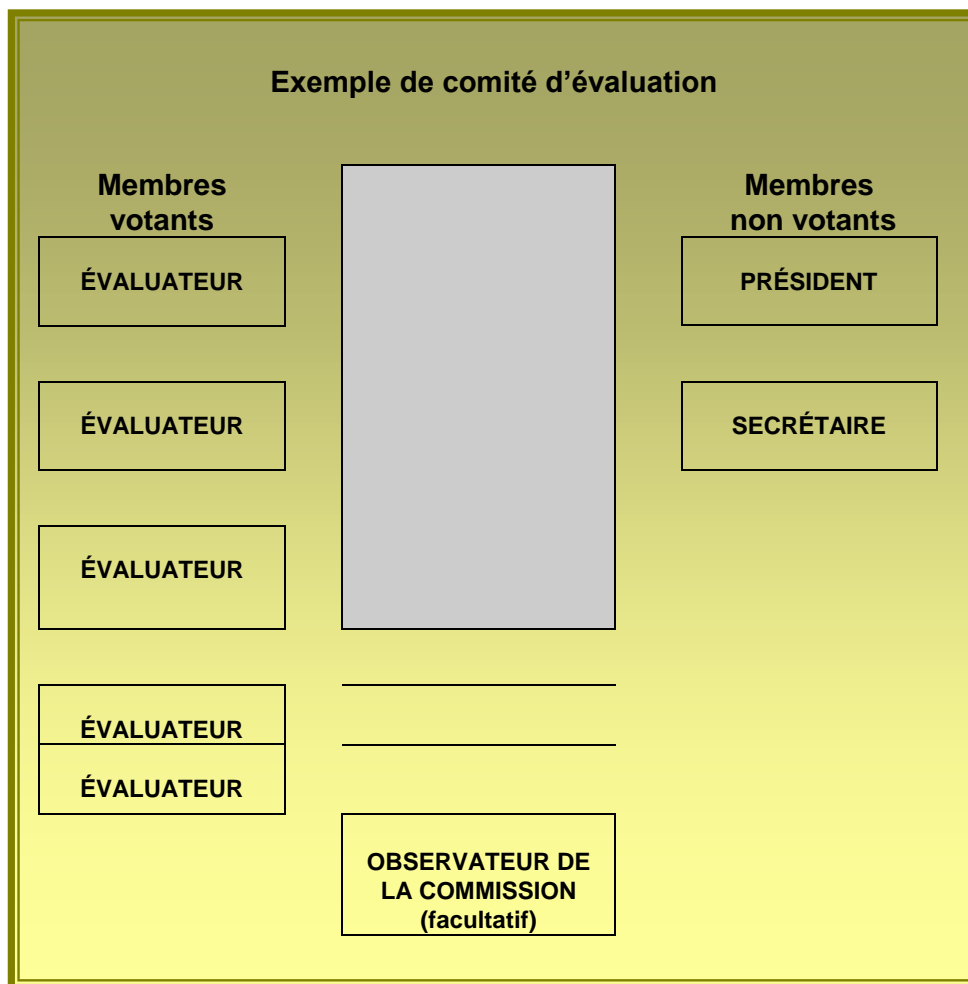 Exemple de comité d’évaluation
Membres
votants
ÉVALUATEUR
ÉVALUATEUR
ÉVALUATEUR
ÉVALUATEUR
ÉVALUATEUR
Membres
non votants
PRÉSIDENT
SECRÉTAIRE
OBSERVATEUR DE
LA COMMISSION
(facultatif)